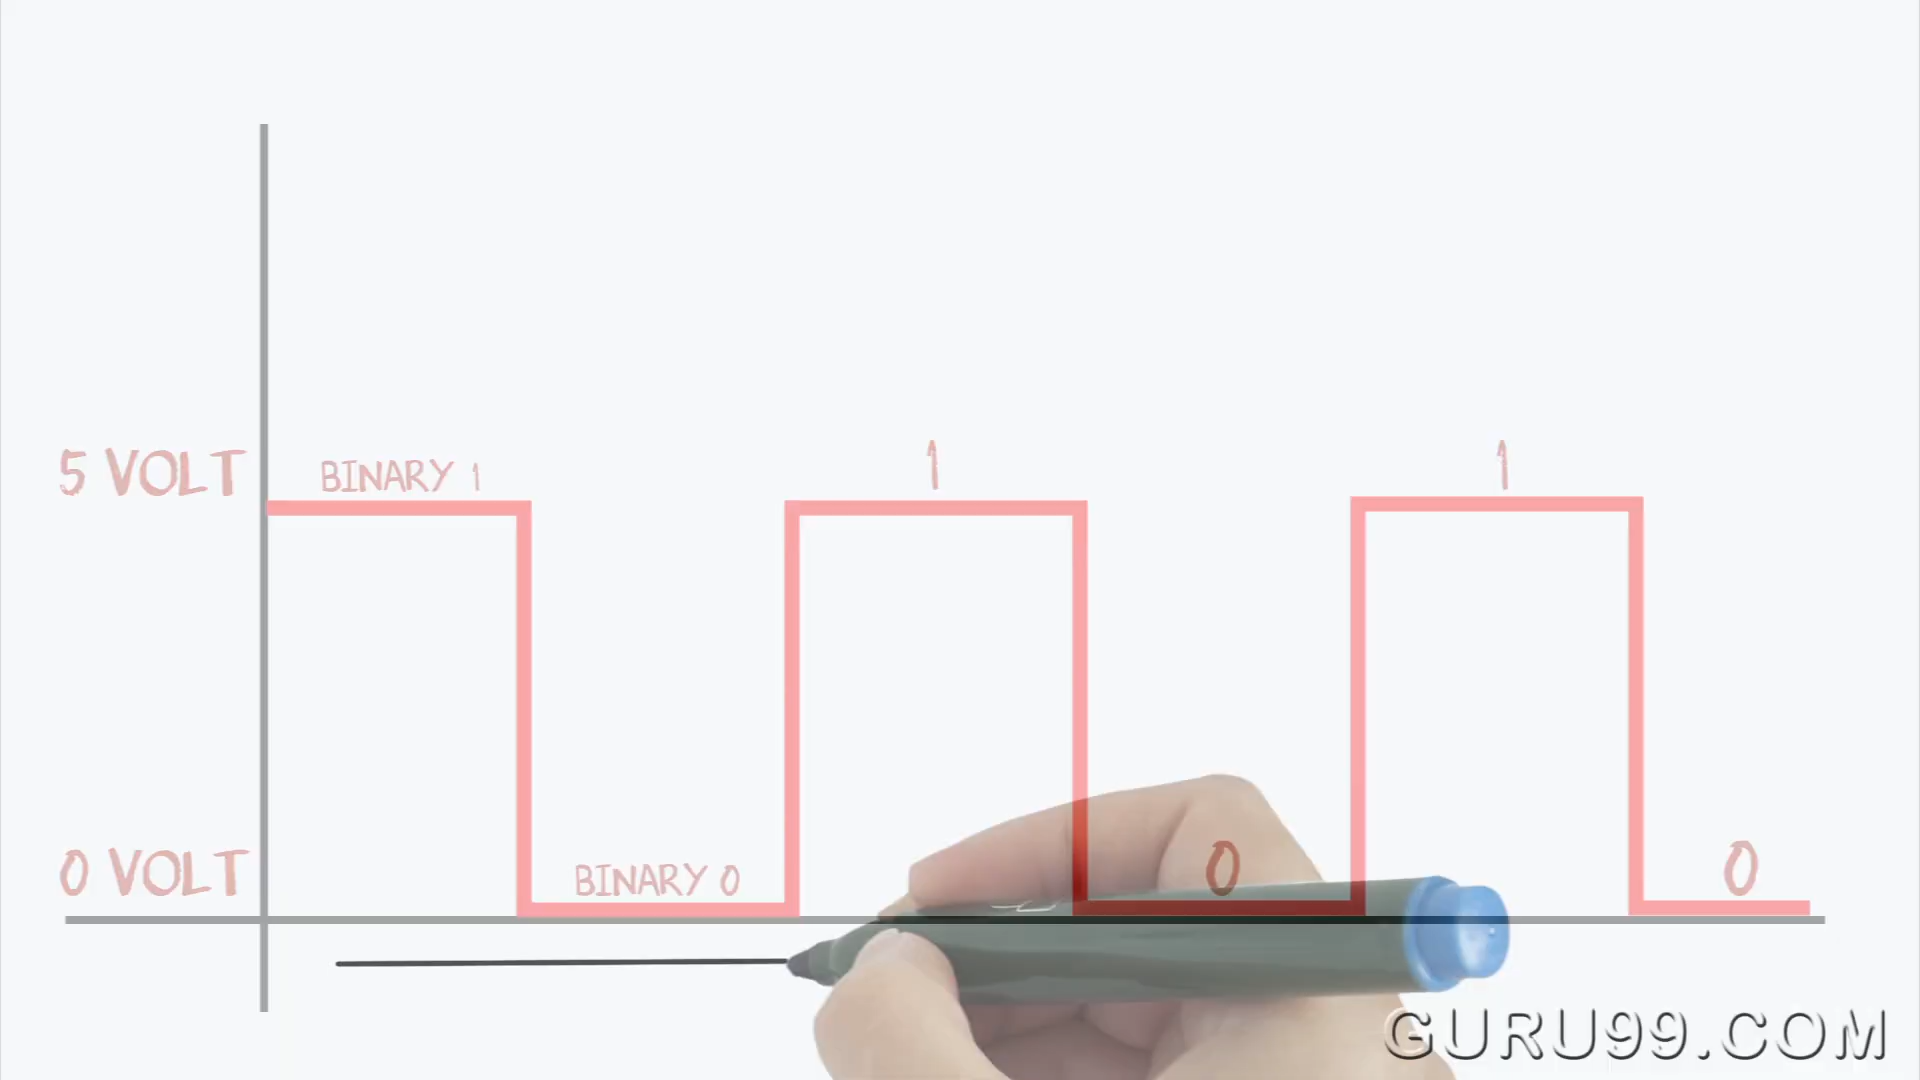 5 VOLT
BINARY 1
1
1
0 VOLT
BINARY 0
0
0
GURU99.COM